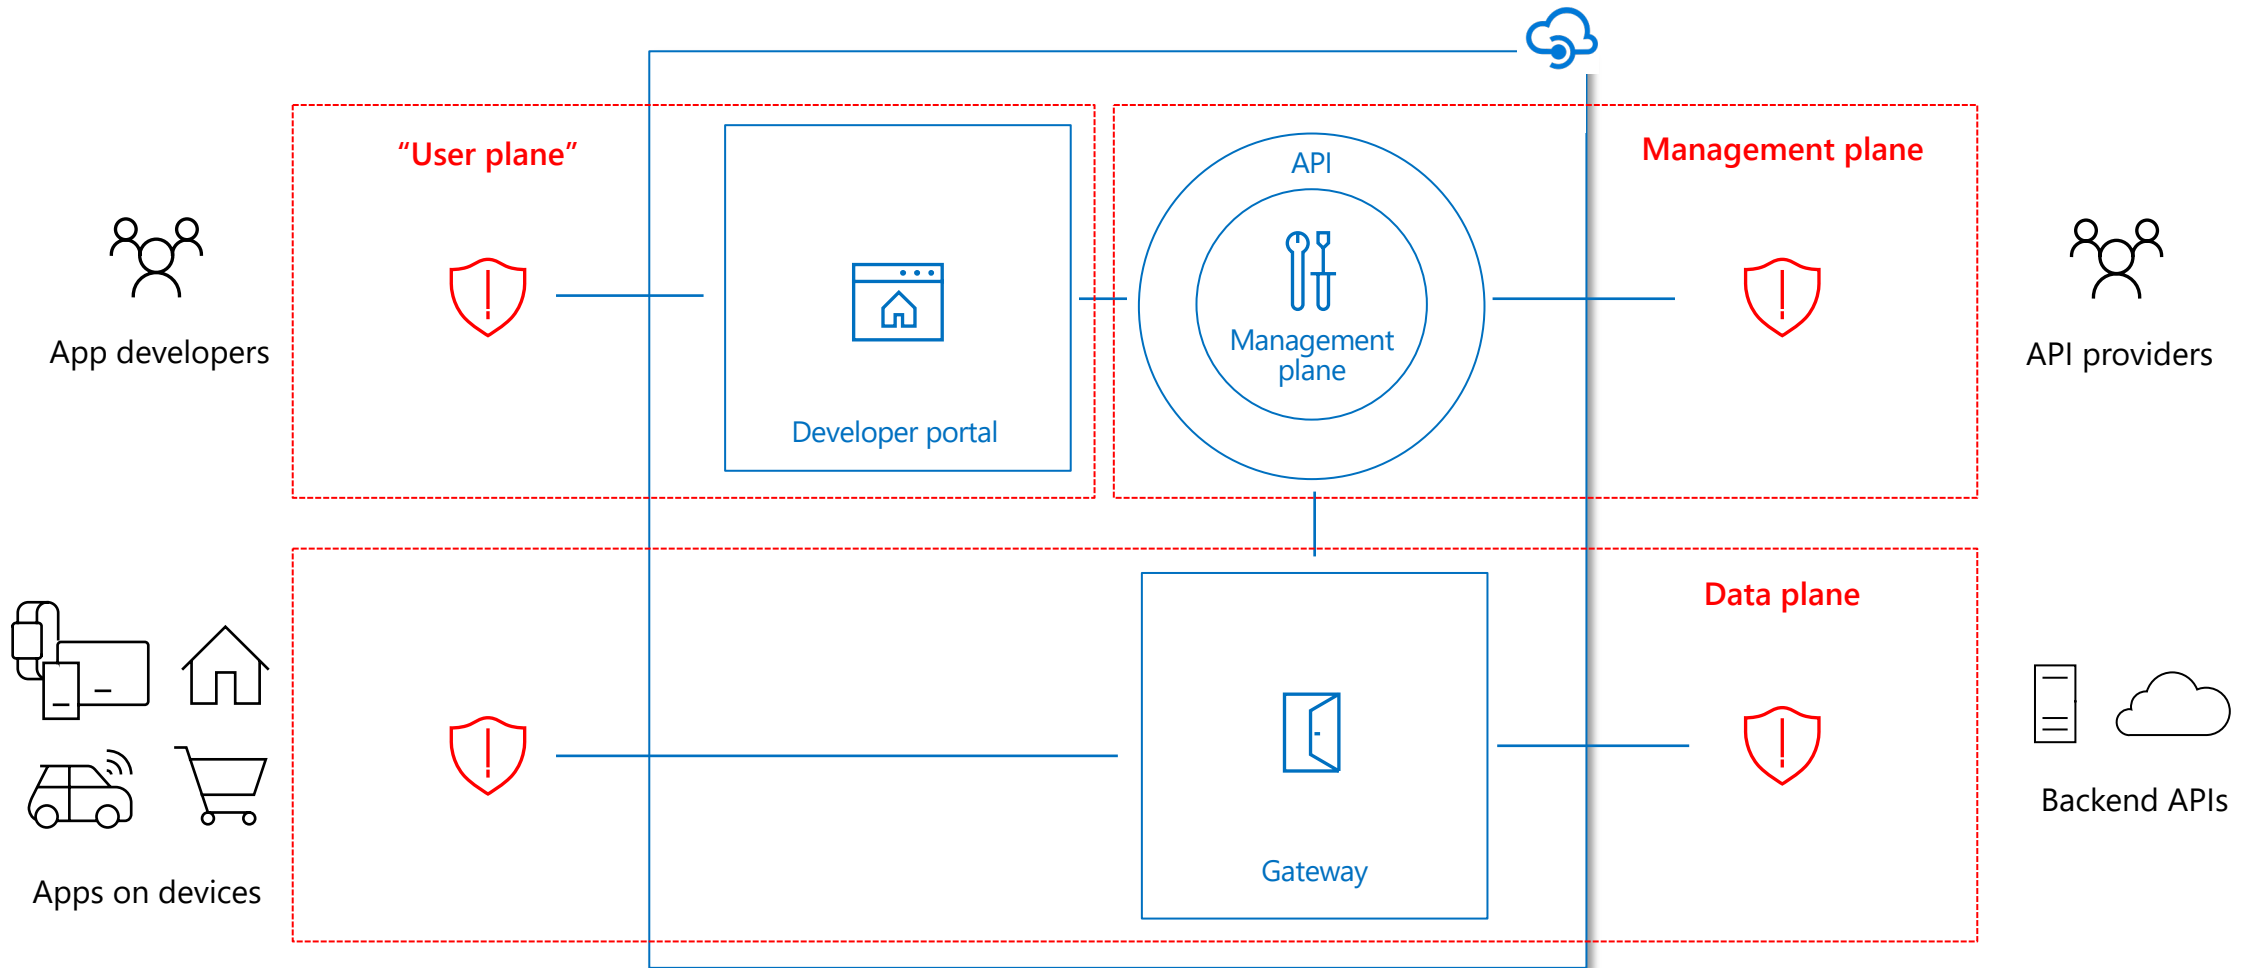 “User plane”
Management plane
API
Management
plane
App developers
API providers
Developer portal
Data plane
Backend APIs
Gateway
Apps on devices